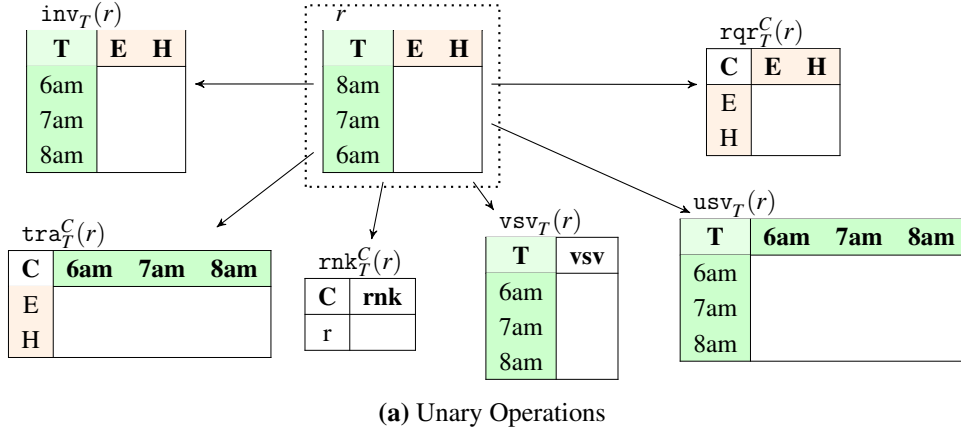 inv_T(r)
T E H
6am
7am
8am
r
T E H
8am
7am
6am
rqr_T^C(r)
C E H
E
H
tra_T^C(r)
C 6am 7am 8am
E
H
rnk_T^C(r)
C rnk
r
vsv_T(r)
T vsv
6am
7am
8am
usv_T(r)
T 6am 7am 8am
6am
7am
8am
(a) Unary Operations